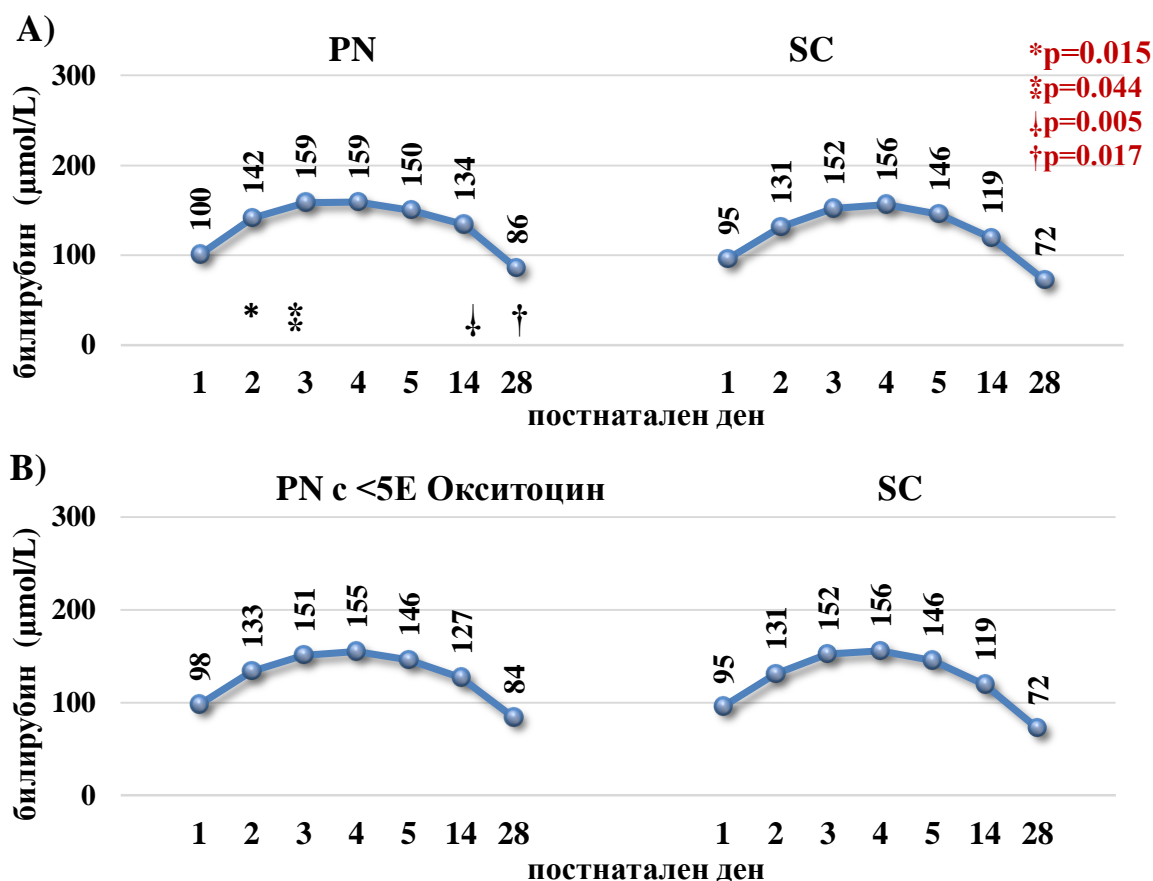 A)
PN
SC
*p=0.015
⁑p=0.044
⸸p=0.005
†p=0.017
билирубин (µmol/L)
300
200
100
0
100
142
159
159
150
134
86
95
131
152
156
146
119
72
* ⁑ ⸸ †
1 2 3 4 5 14 28 1 2 3 4 5 14 28
постнатален ден
B)
PN с <5E Окситоцин
SC
билирубин (µmol/L)
300
200
100
0
98
133
151
155
146
127
84
95
131
152
156
146
119
72
1 2 3 4 5 14 28 1 2 3 4 5 14 28
постнатален ден